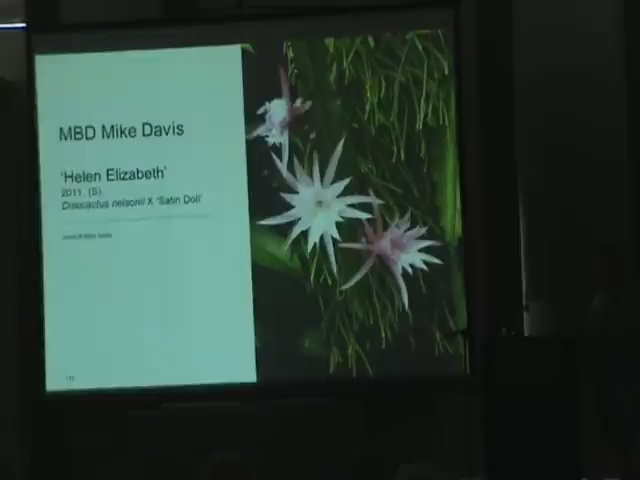 MBD Mike Davis
'Helen Elizabeth'
2011. (S).
Disocactus nelsonii X 'Satin Doll'